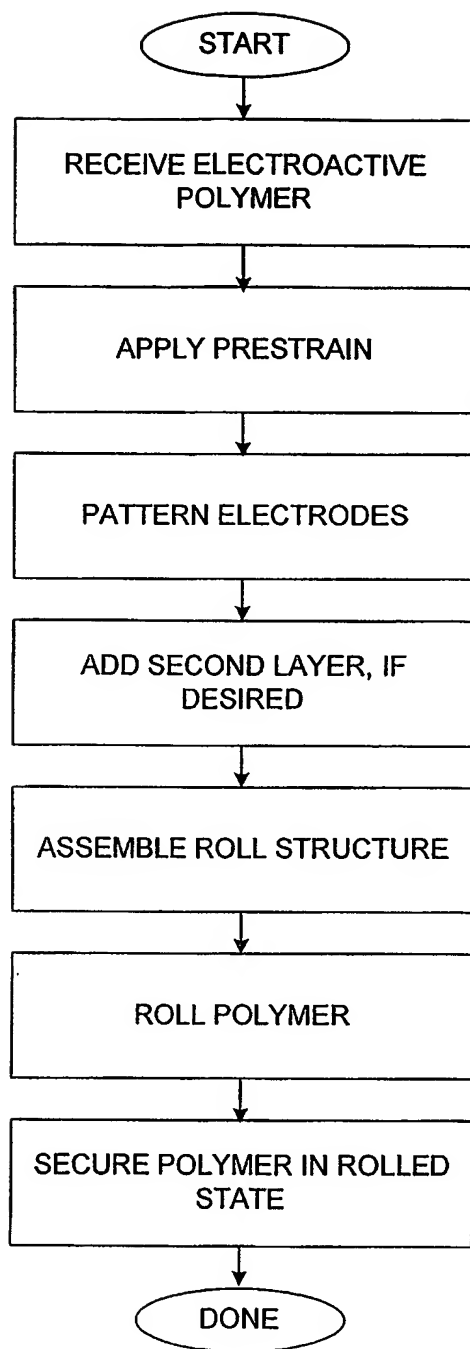 START
RECEIVE ELECTROACTIVE
POLYMER
APPLY PRESTRAIN
PATTERN ELECTRODES
ADD SECOND LAYER, IF
DESIRED
ASSEMBLE ROLL STRUCTURE
ROLL POLYMER
SECURE POLYMER IN ROLLED
STATE
DONE